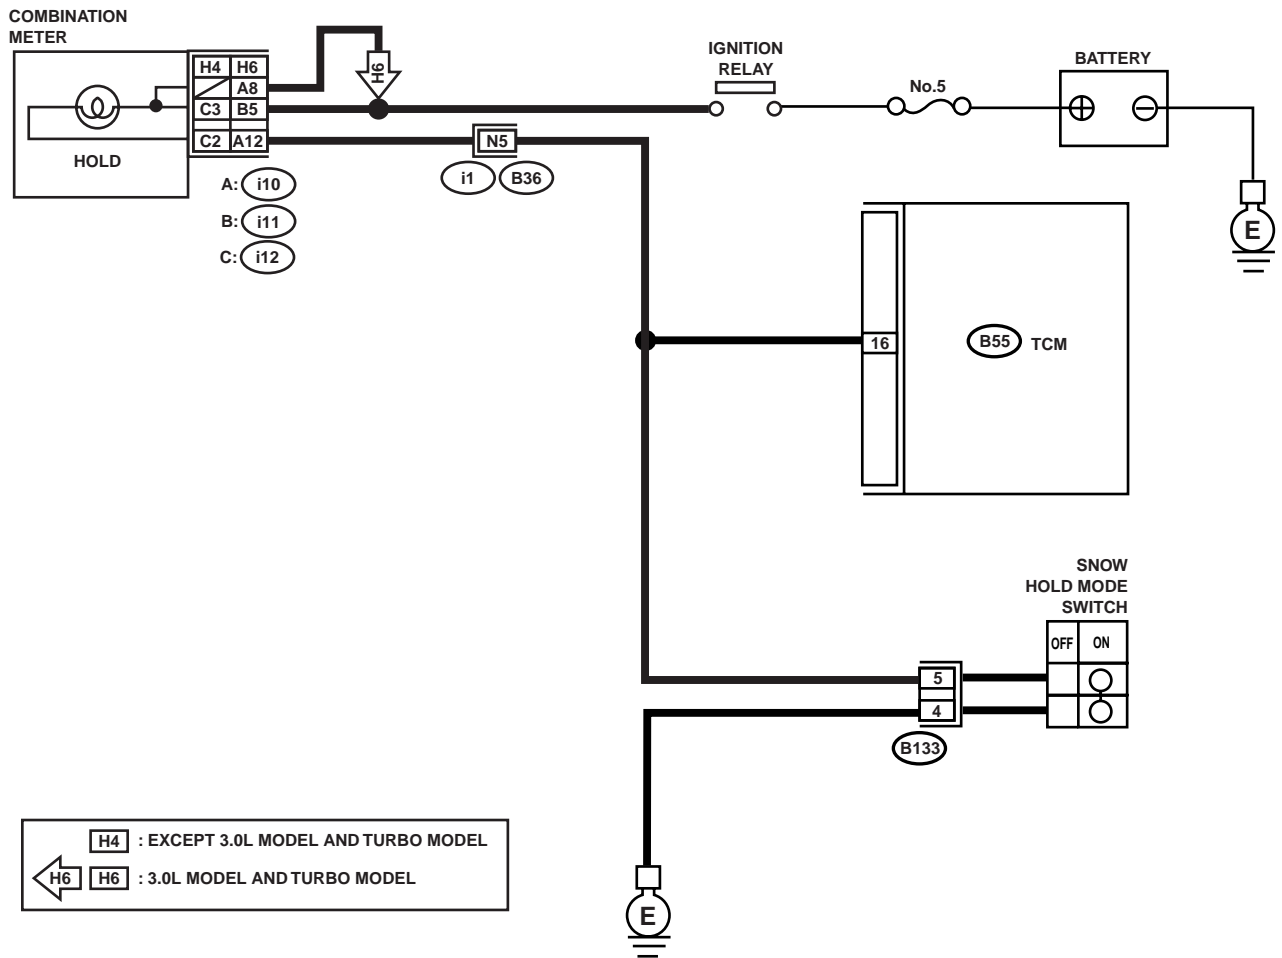 COMBINATION
METER
HOLD
H4 H6
A8
C3 B5
C2 A12
A: i10
B: i11
C: i12
H6
N5
i1 B36
IGNITION
RELAY
No.5
BATTERY
+ −
E
16
B55 TCM
SNOW
HOLD MODE
SWITCH
OFF ON
5
4
B133
E
H4 : EXCEPT 3.0L MODEL AND TURBO MODEL
H6 H6 : 3.0L MODEL AND TURBO MODEL